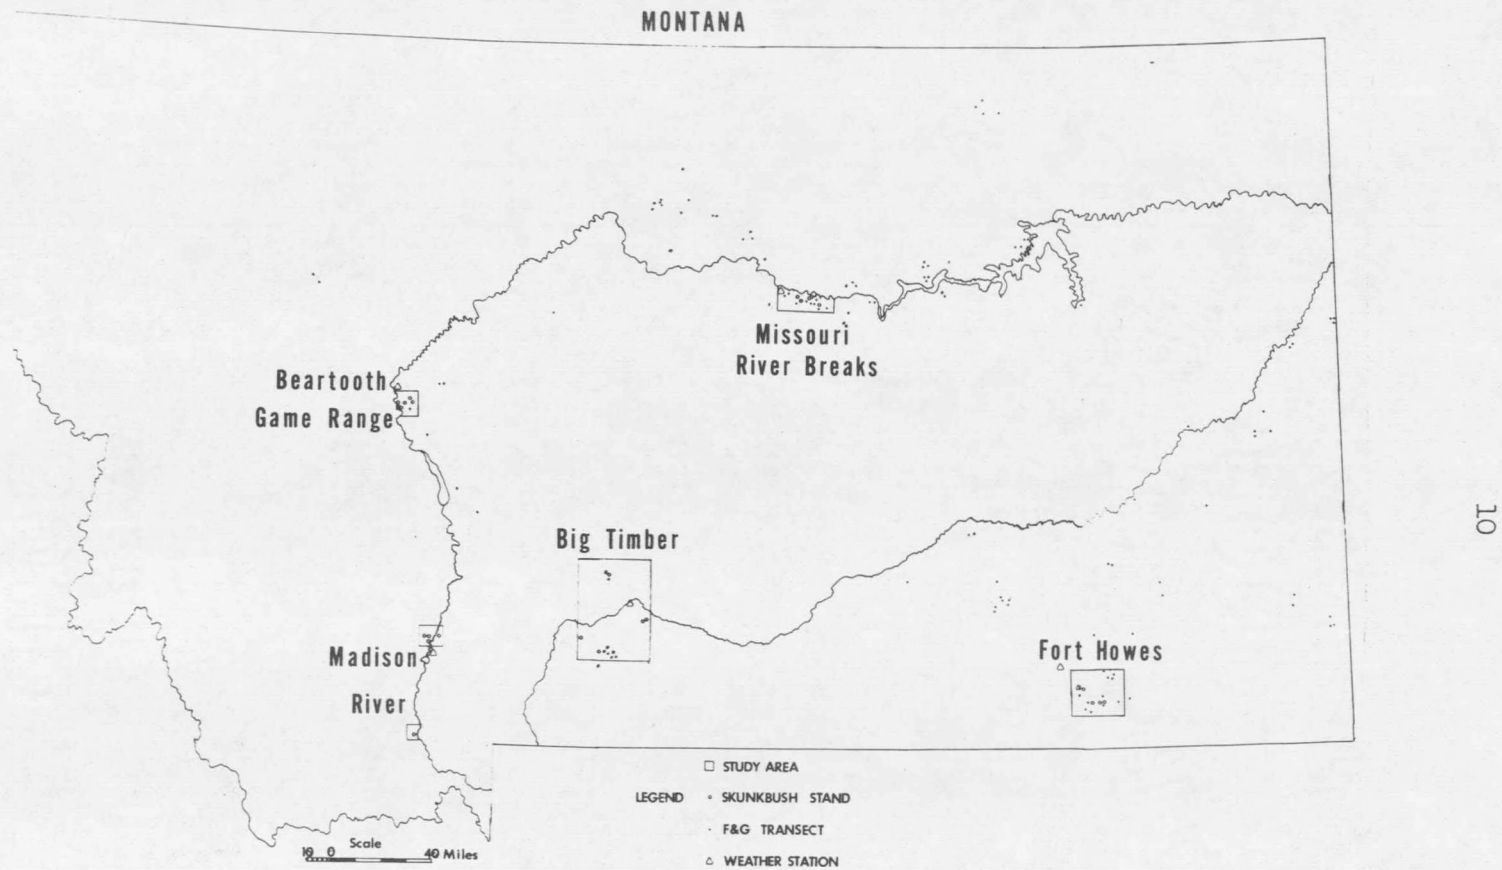 MONTANA
Missouri
River Breaks
Beartooth
Game Range
Big Timber
Madison
River
Fort Howes
10
LEGEND
STUDY AREA
SKUNKBUSH STAND
F&G TRANSECT
WEATHER STATION
Scale
10 0 40 Miles